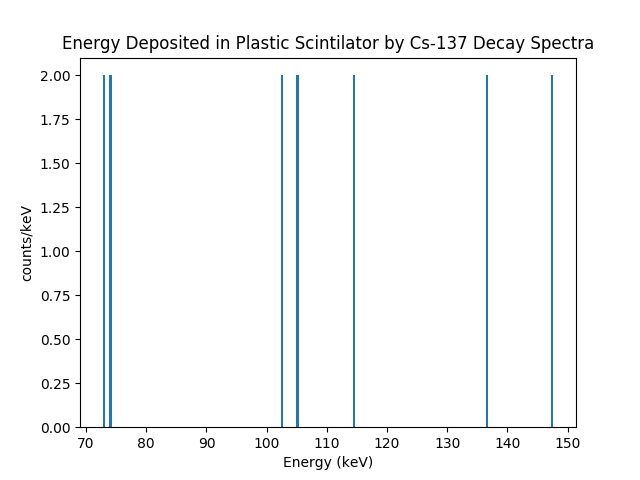 Energy Deposited in Plastic Scintilator by Cs-137 Decay Spectra
2.00
1.75
1.50
1.25
1.00
0.75
0.50
0.25
0.00
counts/keV
70 80 90 100 110 120 130 140 150
Energy (keV)